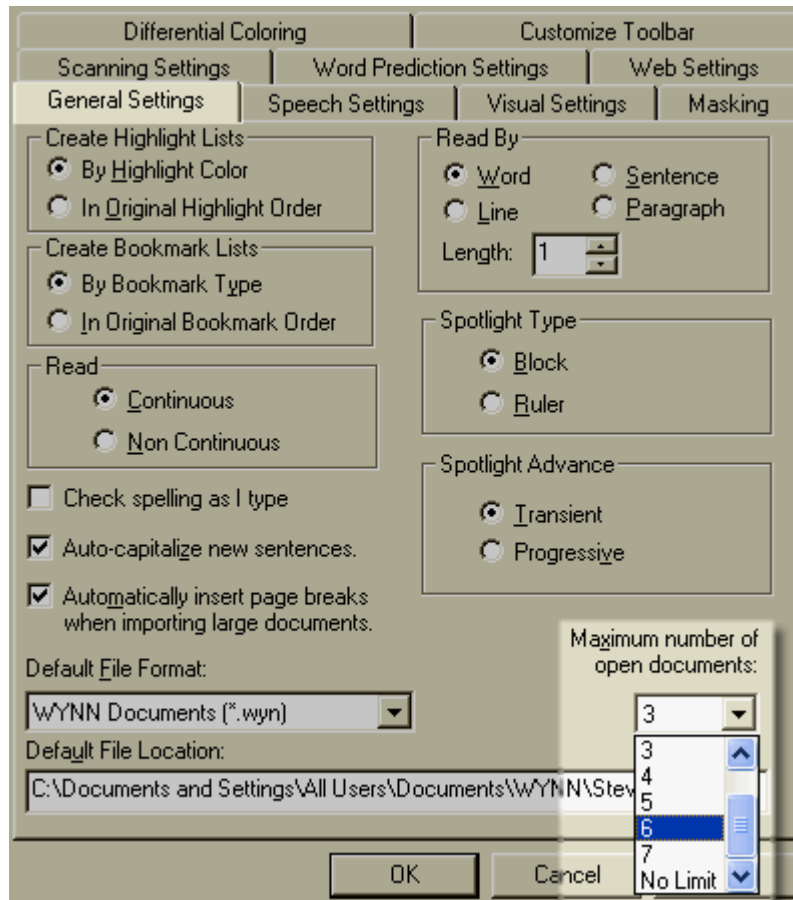 Differential Coloring Customize Toolbar
Scanning Settings Word Prediction Settings Web Settings
General Settings Speech Settings Visual Settings Masking
Create Highlight Lists
By Highlight Color
In Original Highlight Order
Create Bookmark Lists
By Bookmark Type
In Original Bookmark Order
Read
Continuous
Non Continuous
Check spelling as I type
Auto-capitalize new sentences.
Automatically insert page breaks
when importing large documents.
Read By
Word Sentence
Line Paragraph
Length: 1
Spotlight Type
Block
Ruler
Spotlight Advance
Transient
Progressive
Maximum number of
open documents:
3
3
4
5
6
7
No Limit
Default File Format:
WYNN Documents (*.wyn)
Default File Location:
C:\Documents and Settings\All Users\Documents\WYNN\Stev
OK Cancel